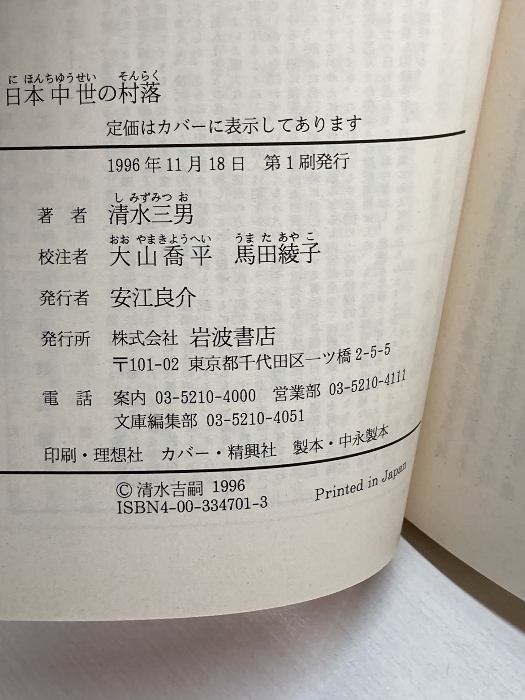 にほんちゆうせい そんらく
日本中世の村落
定価はカバーに表示してあります
1996年11月18日 第1刷発行
しみずみつお
著者 清水三男
おおやまきようへい うまたあやこ
校注者 大山喬平 馬田綾子
発行者 安江良介
発行所 株式会社 岩波書店
〒101-02 東京都千代田区一ツ橋2-5-5
電話 案内 03-5210-4000 営業部 03-5210-4111
文庫編集部 03-5210-4051
印刷・理想社 カバー・精興社 製本・中永製本
© 清水吉嗣 1996
ISBN4-00-334701-3 Printed in Japan